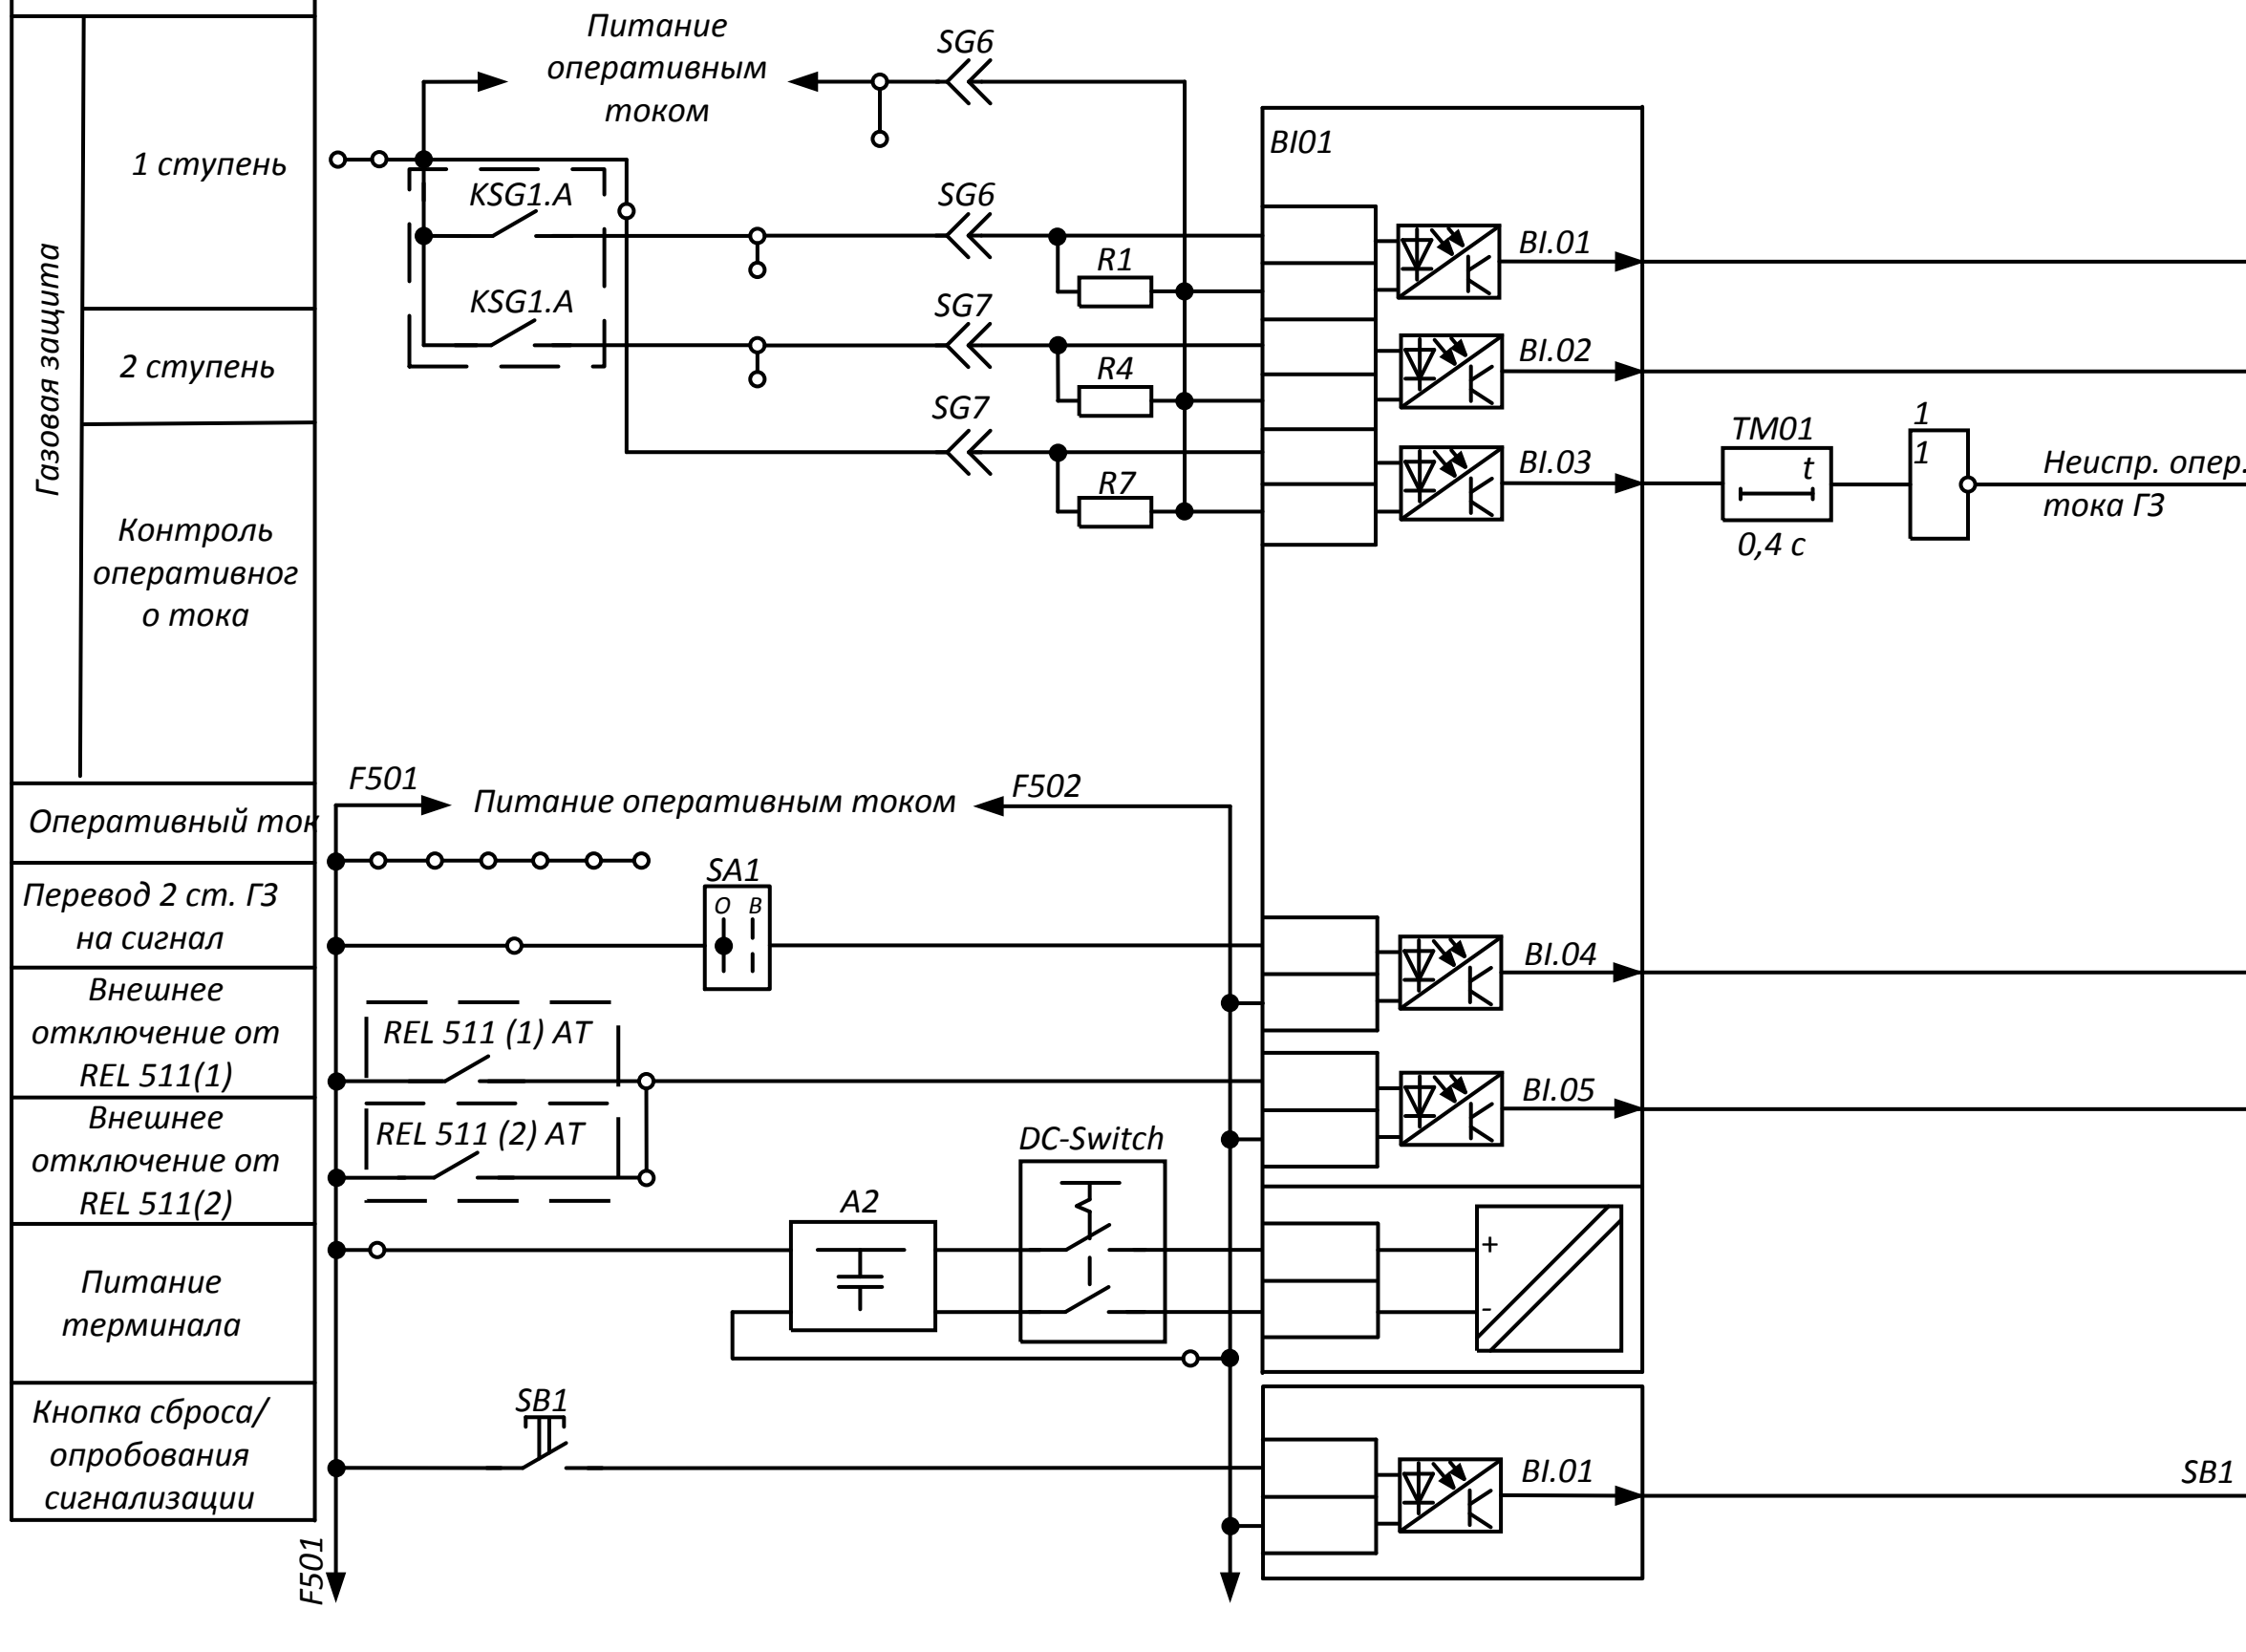 Питание
оперативным
током
SG6
BI01
1 ступень
KSG1.A
SG6
R1
BI.01
Газовая защита
KSG1.A
SG7
R4
BI.02
2 ступень
SG7
R7
BI.03
TM01
t
0,4 с
1
1
Неиспр. опер.
тока ГЗ
Контроль
оперативног
о тока
F501
Питание оперативным током
F502
Оперативный ток
SA1
О В
Перевод 2 ст. ГЗ
на сигнал
BI.04
Внешнее
отключение от
REL 511(1)
REL 511 (1) AT
BI.05
Внешнее
отключение от
REL 511(2)
REL 511 (2) AT
DC-Switch
A2
+
-
Питание
терминала
Кнопка сброса/
опробования
сигнализации
SB1
BI.01
SB1
F501